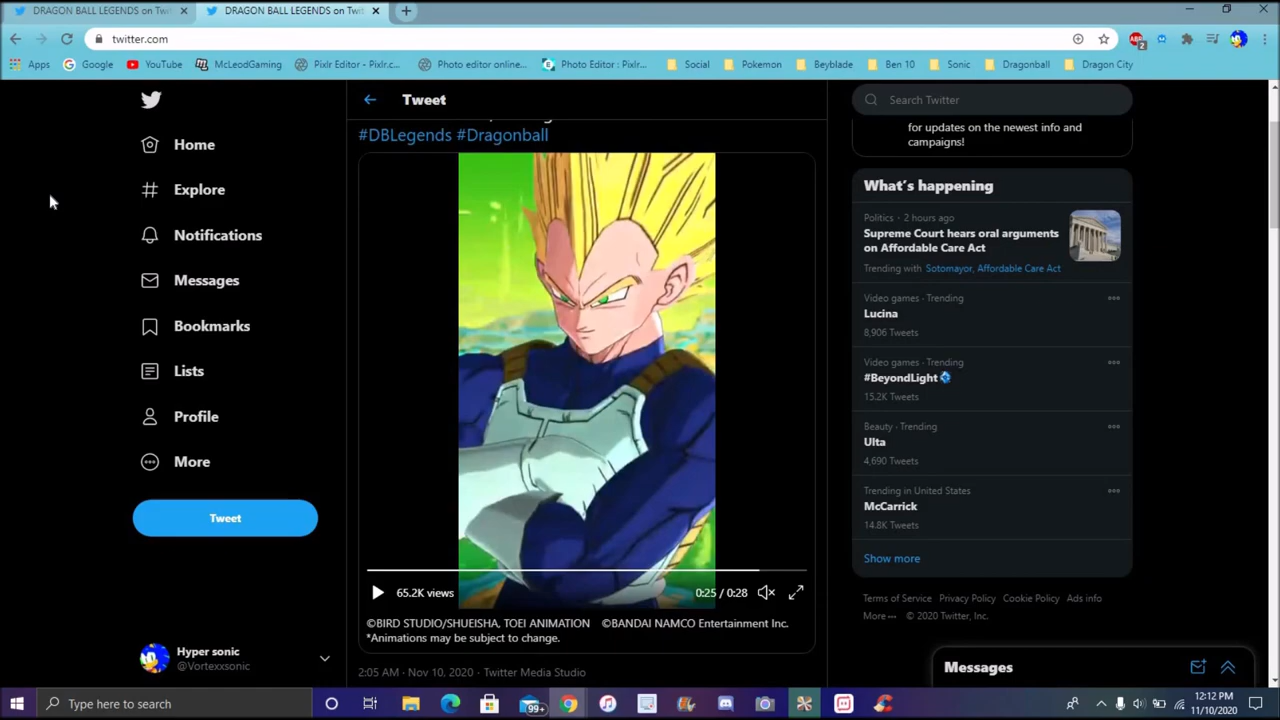 DRAGON BALL LEGENDS on Twit
DRAGON BALL LEGENDS on Twit
twitter.com
2
Apps
Google
YouTube
McLeodGaming
Pixlr Editor - Pixlr.c...
Photo editor online...
Photo Editor : Pixlr...
Social
Pokemon
Beyblade
Ben 10
Sonic
Dragonball
Dragon City
Home
Explore
Notifications
Messages
Bookmarks
Lists
Profile
More
Tweet
Hyper sonic
@Vortexxsonic
Tweet
#DBLegends #Dragonball
65.2K views
0:25 / 0:28
©BIRD STUDIO/SHUEISHA, TOEI ANIMATION ©BANDAI NAMCO Entertainment Inc.
*Animations may be subject to change.
2:05 AM · Nov 10, 2020 · Twitter Media Studio
Search Twitter
for updates on the newest info and
campaigns!
What's happening
Politics · 2 hours ago
Supreme Court hears oral arguments
on Affordable Care Act
Trending with Sotomayor, Affordable Care Act
Video games · Trending
Lucina
8,906 Tweets
Video games · Trending
#BeyondLight
15.2K Tweets
Beauty · Trending
Ulta
4,690 Tweets
Trending in United States
McCarrick
14.8K Tweets
Show more
Terms of Service Privacy Policy Cookie Policy Ads info
More © 2020 Twitter, Inc.
Messages
Type here to search
99+
12:12 PM
11/10/2020